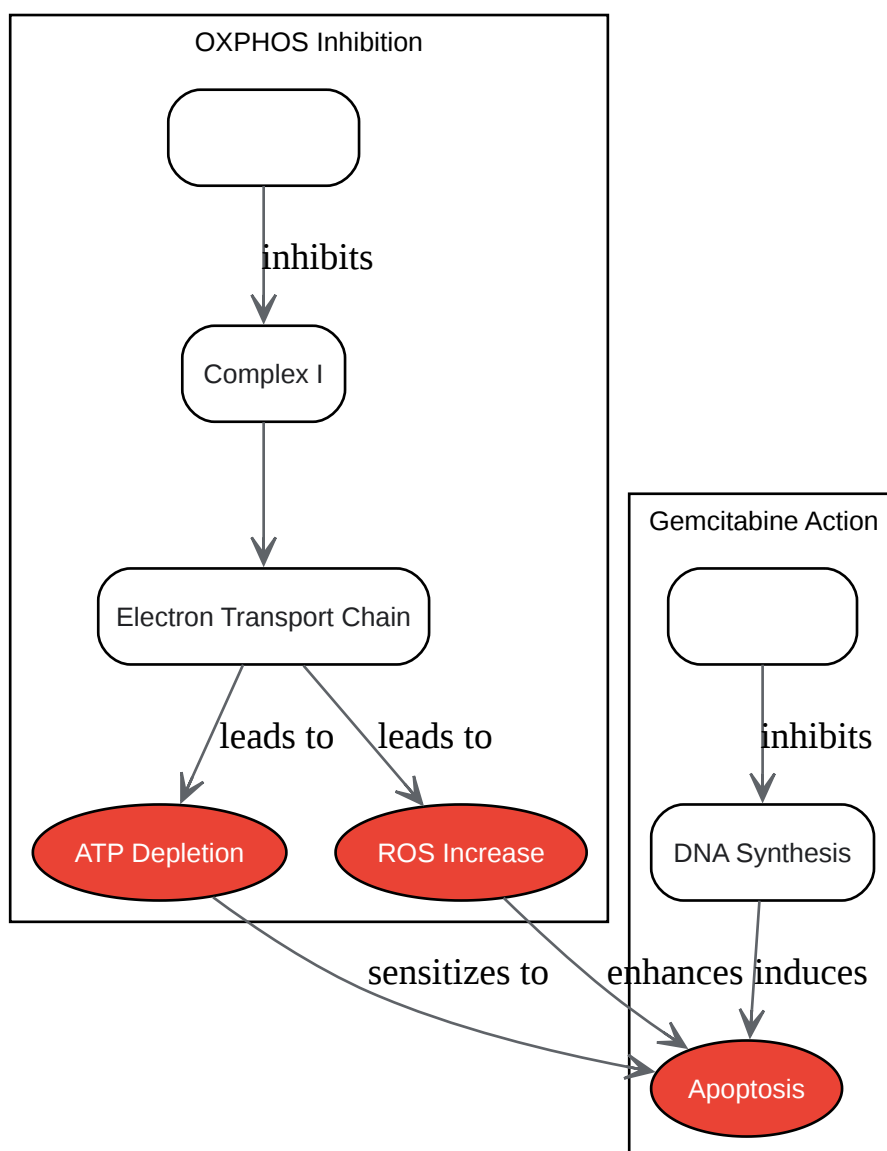 OXPHOS Inhibition
inhibits
Complex I
Gemcitabine Action
Electron Transport Chain
leads to
leads to
inhibits
ATP Depletion
ROS Increase
DNA Synthesis
sensitizes to
enhances
induces
Apoptosis